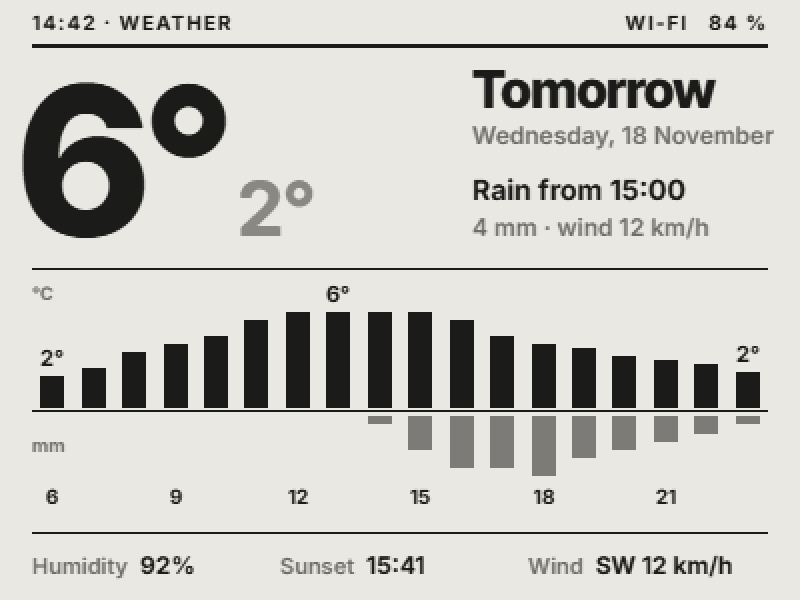 14:42 · WEATHER WI-FI 84 %
6° 2°
Tomorrow
Wednesday, 18 November
Rain from 15:00
4 mm · wind 12 km/h
°C
2° 6° 2°
mm
6 9 12 15 18 21
Humidity 92% Sunset 15:41 Wind SW 12 km/h